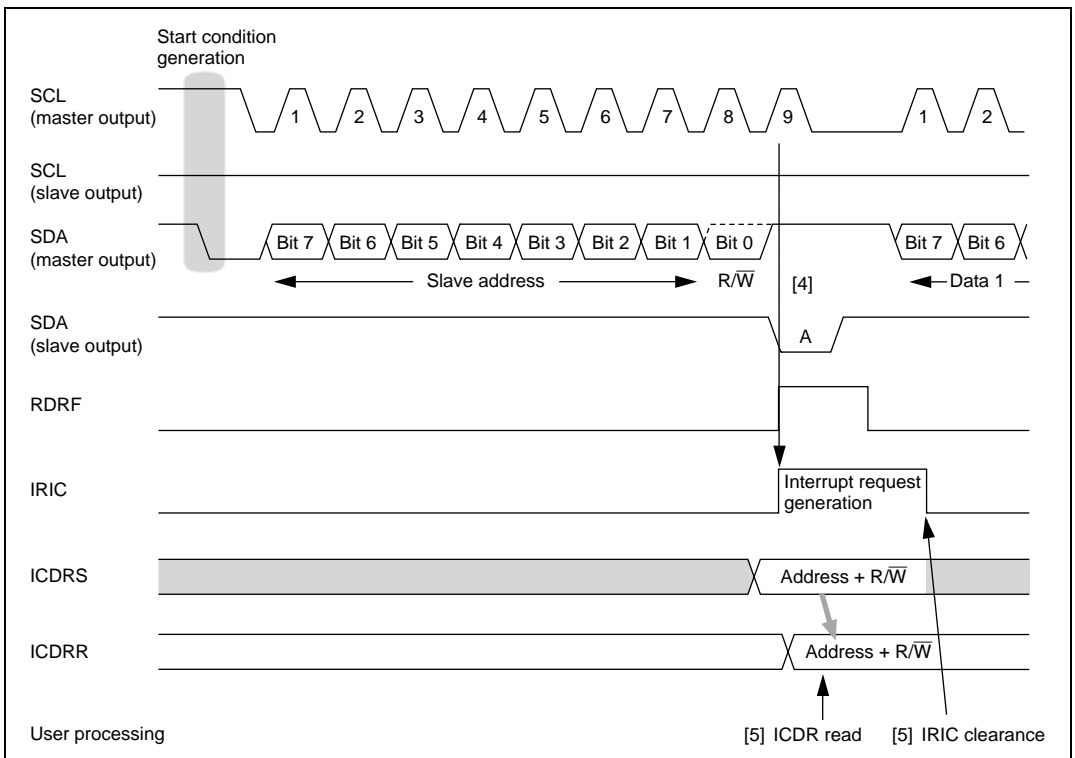 Start condition
generation
SCL
(master output)
1 2 3 4 5 6 7 8 9 1 2
SCL
(slave output)
SDA
(master output)
Bit 7 Bit 6 Bit 5 Bit 4 Bit 3 Bit 2 Bit 1 Bit 0 Bit 7 Bit 6
Slave address R/W̅ [4] Data 1
SDA
(slave output)
A
RDRF
IRIC
Interrupt request
generation
ICDRS
Address + R/W̅
ICDRR
Address + R/W̅
User processing
[5] ICDR read [5] IRIC clearance